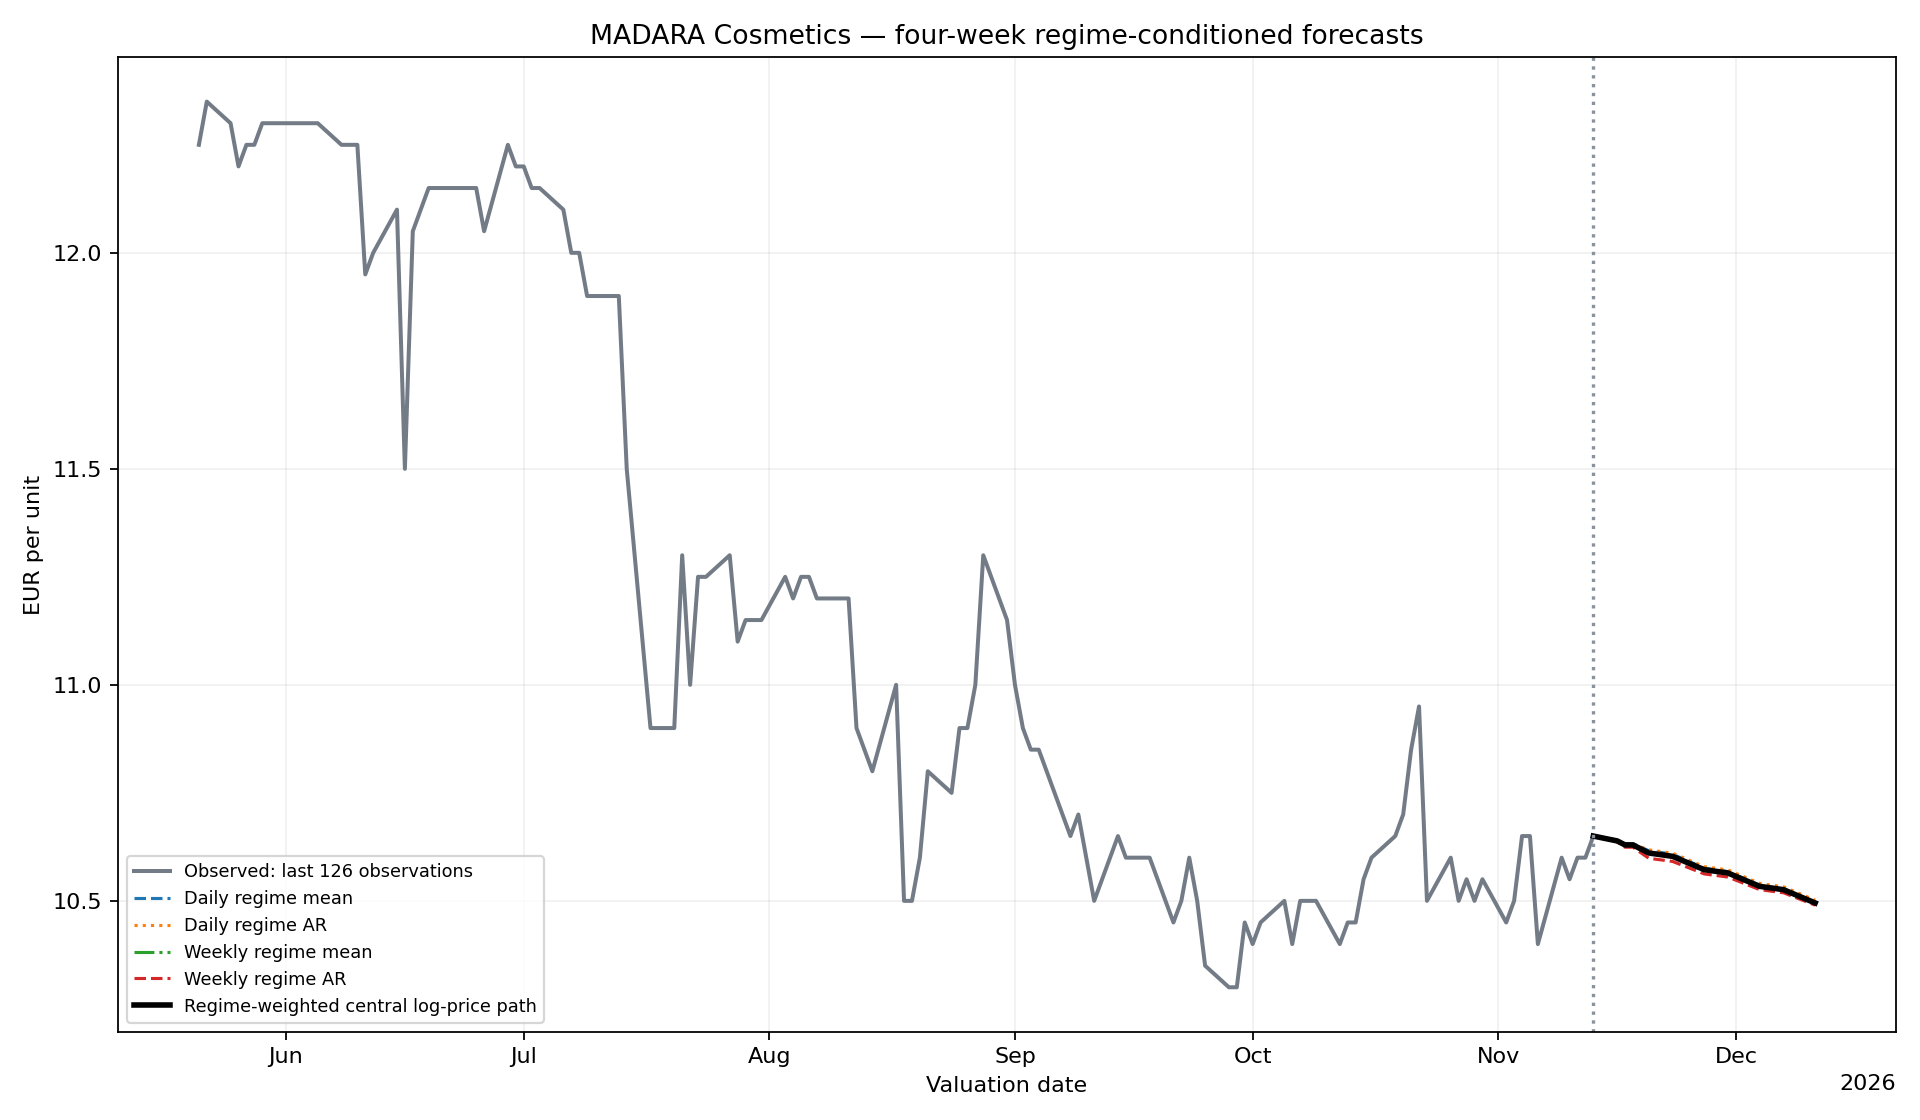 MADARA Cosmetics — four-week regime-conditioned forecasts
EUR per unit
12.0
11.5
11.0
10.5
Observed: last 126 observations
Daily regime mean
Daily regime AR
Weekly regime mean
Weekly regime AR
Regime-weighted central log-price path
Jun Jul Aug Sep Oct Nov Dec
Valuation date
2026